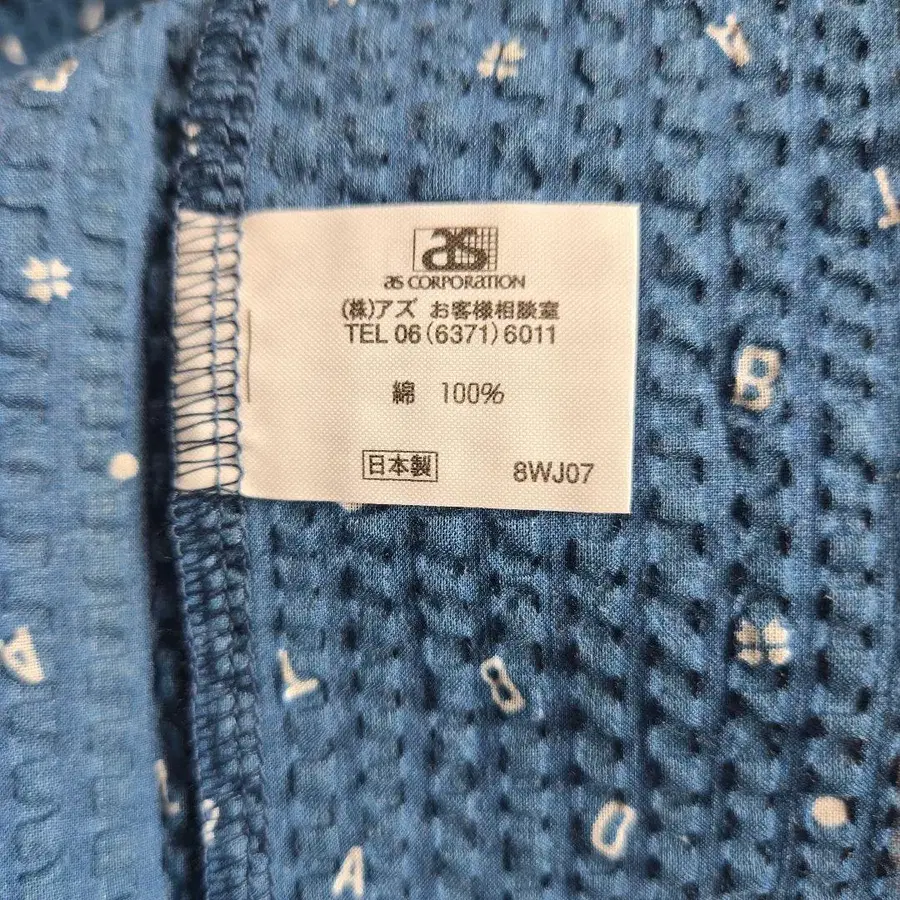 as
as CORPORATION
(株)アズ お客様相談室
TEL 06(6371)6011
綿 100%
日本製 8WJ07
B
A